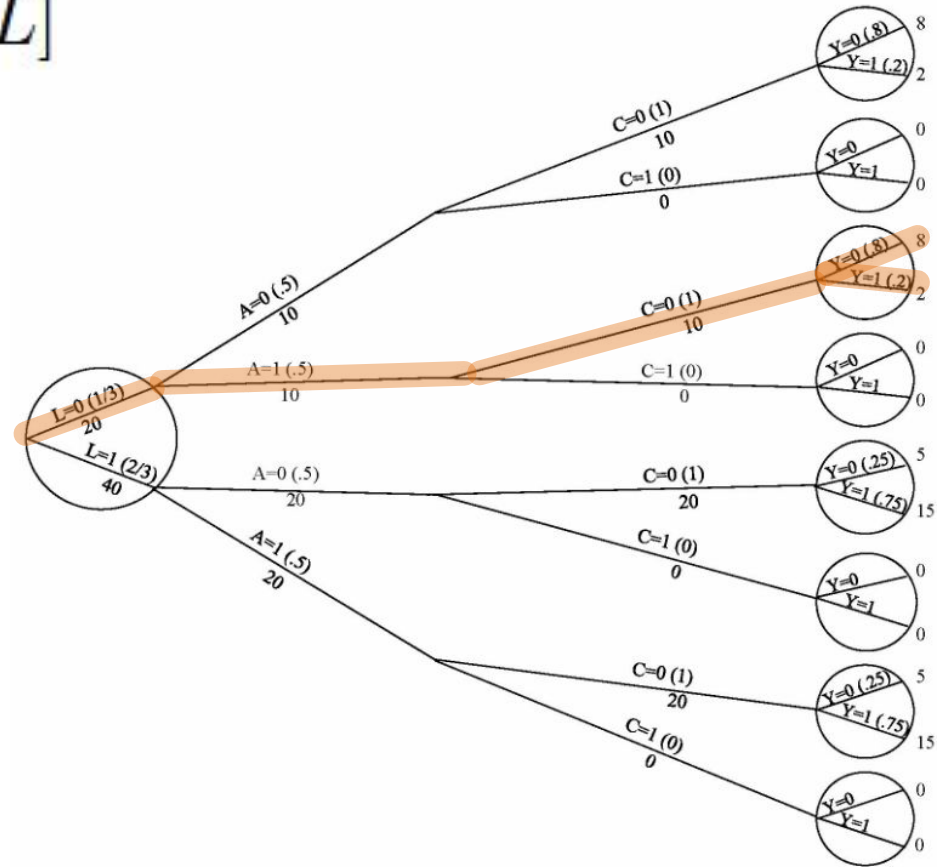 L]
8
Y=0 (.8)
Y=1 (.2)
2
C=0 (1)
10
0
Y=0
C=1 (0)
Y=1
0
0
8
Y=0 (.8)
A=0 (.5)
10
Y=1 (.2)
2
C=0 (1)
10
0
A=1 (.5)
10
C=1 (0)
0
Y=0
Y=1
0
L=0 (1/3)
20
L=1 (2/3)
40
5
A=0 (.5)
20
C=0 (1)
20
Y=0 (.25)
Y=1 (.75)
15
A=1 (.5)
20
C=1 (0)
0
0
Y=0
Y=1
0
C=0 (1)
20
5
Y=0 (.25)
Y=1 (.75)
15
C=1 (0)
0
0
Y=0
Y=1
0